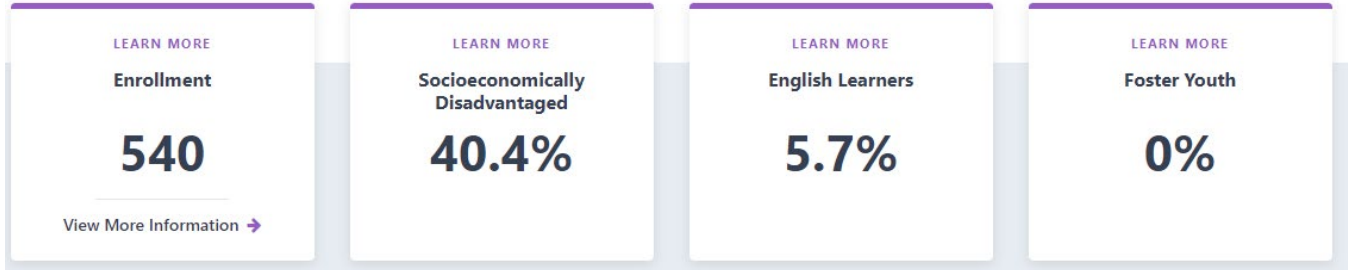 LEARN MORE
Enrollment
540
View More Information
LEARN MORE
Socioeconomically
Disadvantaged
40.4%
LEARN MORE
English Learners
5.7%
LEARN MORE
Foster Youth
0%